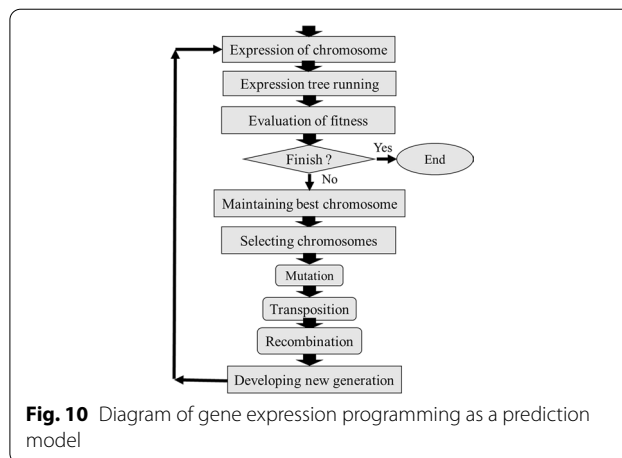 Expression of chromosome
Expression tree running
Evaluation of fitness
Finish ?
Yes
End
No
Maintaining best chromosome
Selecting chromosomes
Mutation
Transposition
Recombination
Developing new generation
Fig. 10 Diagram of gene expression programming as a prediction
model